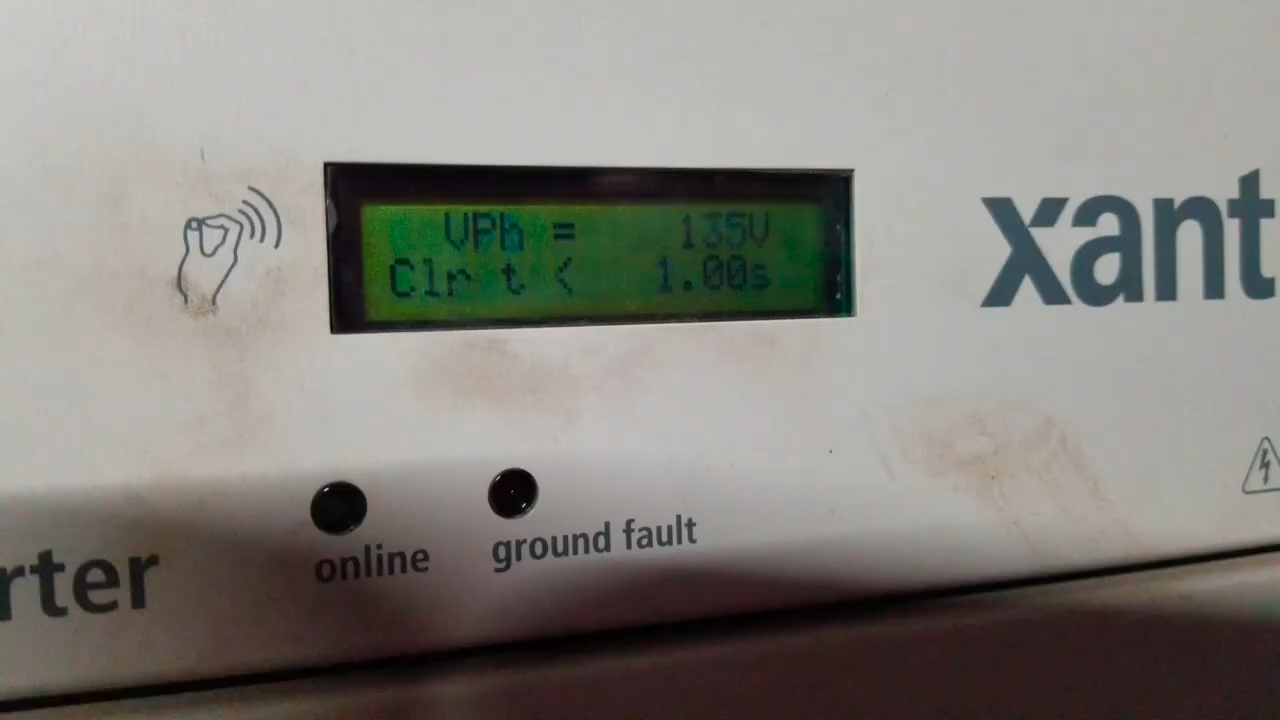 VPh = 135V
Clr t < 1.00s
xant
online
ground fault
rter